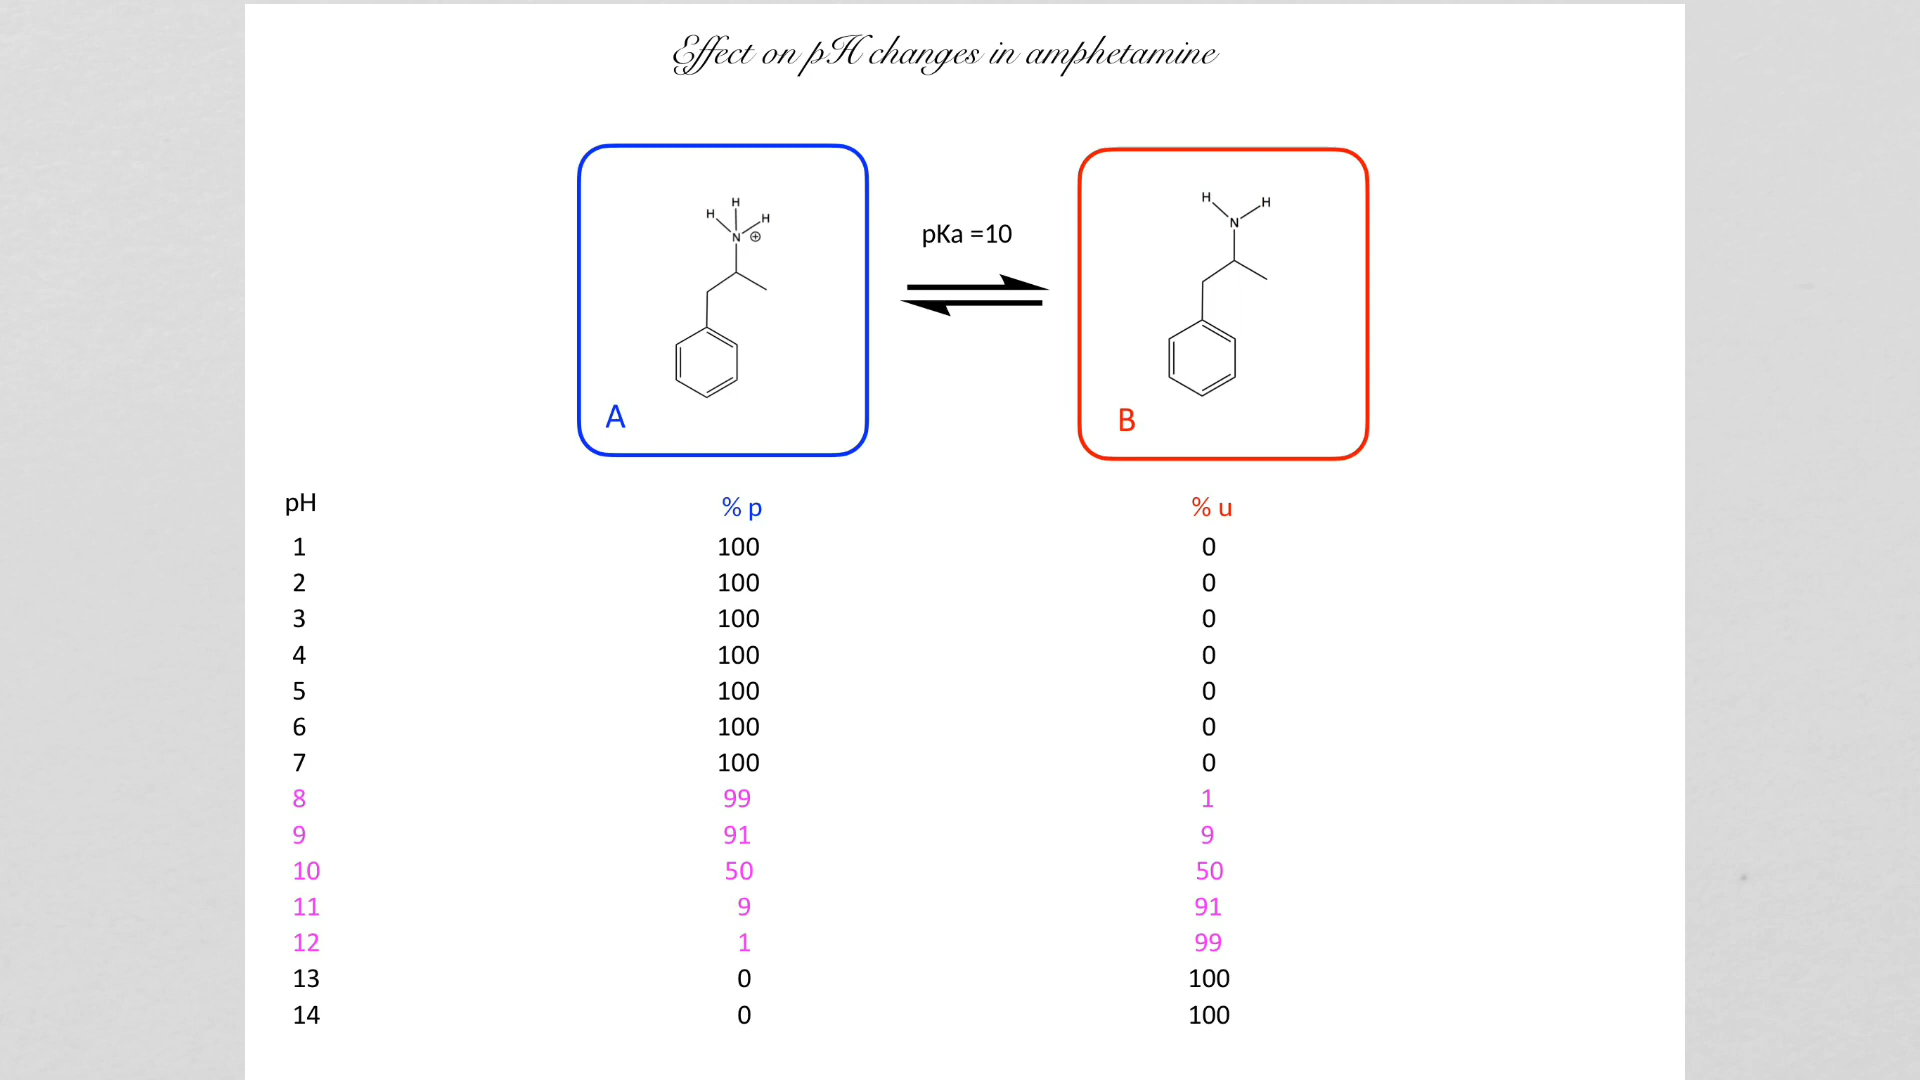 Effect on pH changes in amphetamine
H H H
N ⊕
A
pKa =10
H H
N
B
pH % p % u
1 100 0
2 100 0
3 100 0
4 100 0
5 100 0
6 100 0
7 100 0
8 99 1
9 91 9
10 50 50
11 9 91
12 1 99
13 0 100
14 0 100